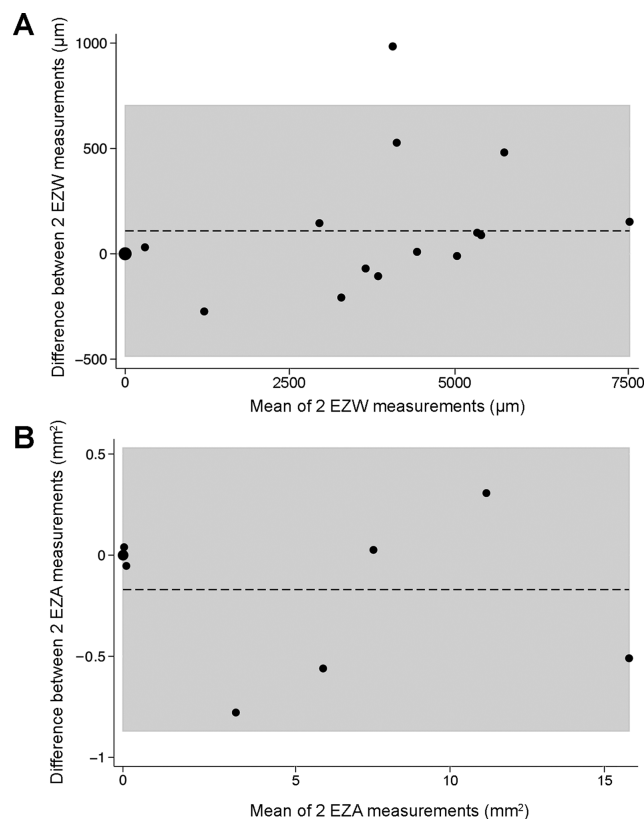 A
Difference between 2 EZW measurements (µm)
1000
500
0
−500
0 2500 5000 7500
Mean of 2 EZW measurements (µm)
B
Difference between 2 EZA measurements (mm²)
0.5
0
−0.5
−1
0 5 10 15
Mean of 2 EZA measurements (mm²)